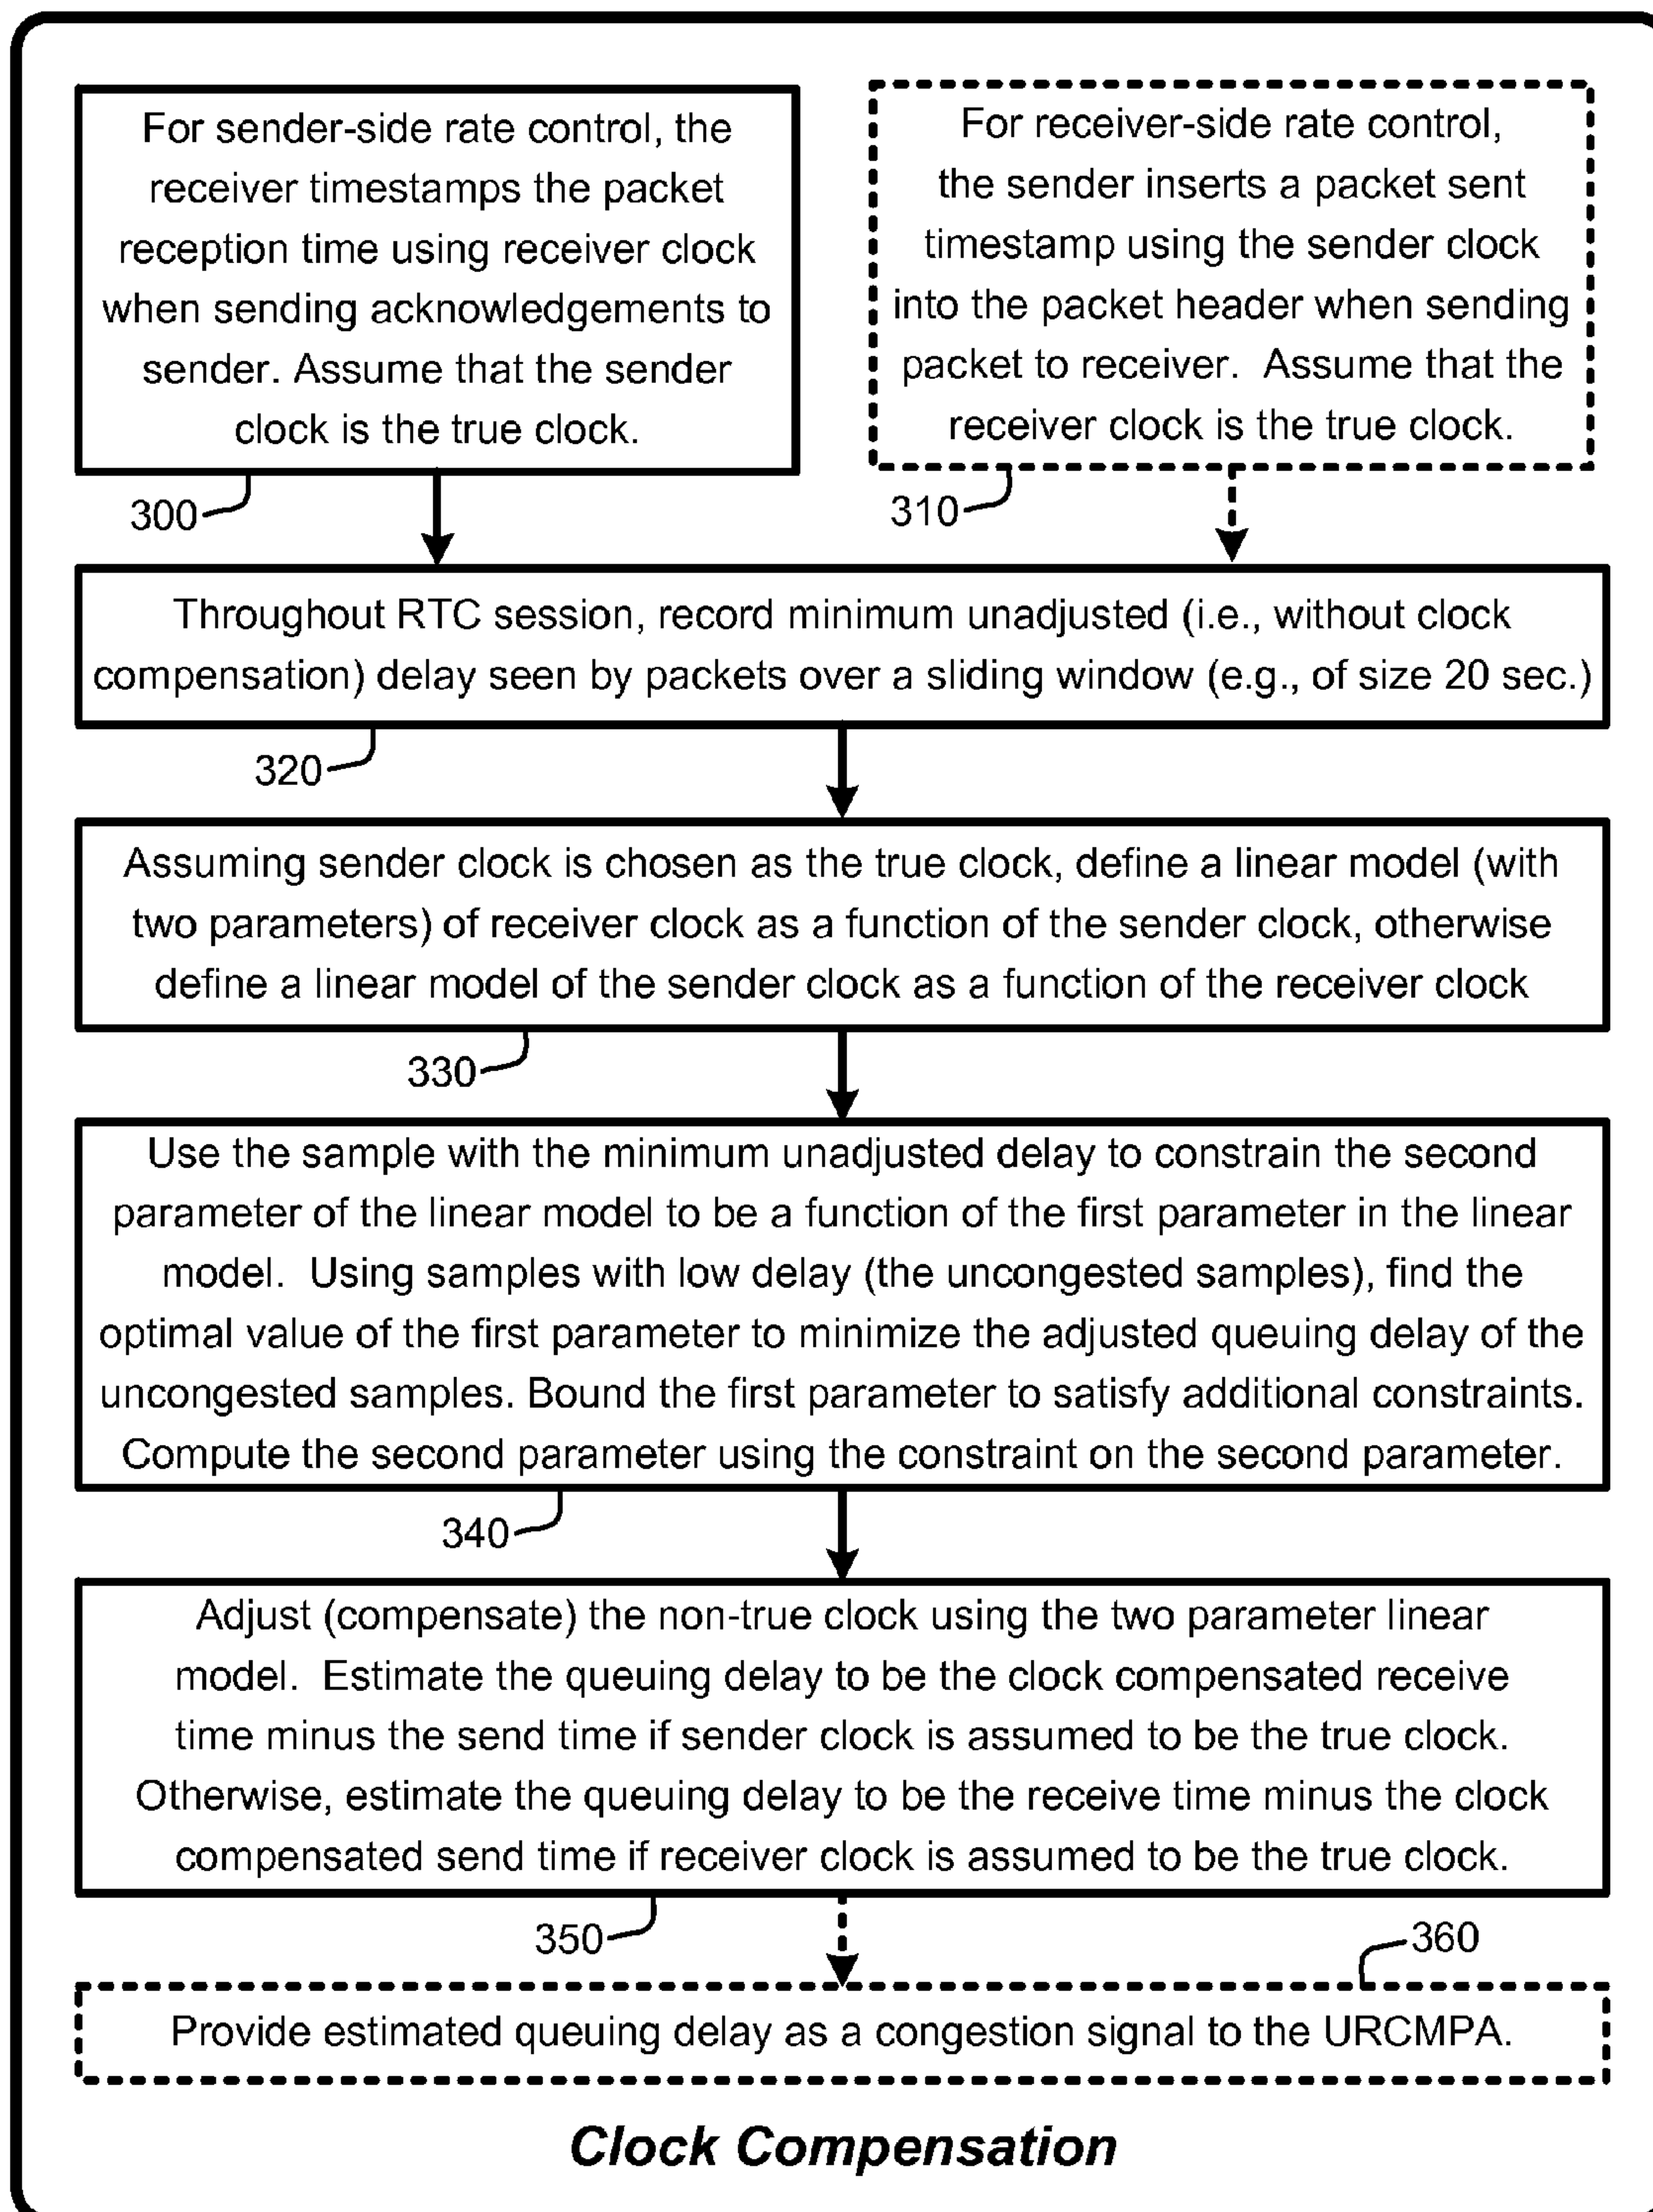 For sender-side rate control, the
receiver timestamps the packet
reception time using receiver clock
when sending acknowledgements to
sender. Assume that the sender
clock is the true clock.
300
For receiver-side rate control,
the sender inserts a packet sent
timestamp using the sender clock
into the packet header when sending
packet to receiver. Assume that the
receiver clock is the true clock.
310
Throughout RTC session, record minimum unadjusted (i.e., without clock
compensation) delay seen by packets over a sliding window (e.g., of size 20 sec.)
320
Assuming sender clock is chosen as the true clock, define a linear model (with
two parameters) of receiver clock as a function of the sender clock, otherwise
define a linear model of the sender clock as a function of the receiver clock
330
Use the sample with the minimum unadjusted delay to constrain the second
parameter of the linear model to be a function of the first parameter in the linear
model. Using samples with low delay (the uncongested samples), find the
optimal value of the first parameter to minimize the adjusted queuing delay of the
uncongested samples. Bound the first parameter to satisfy additional constraints.
Compute the second parameter using the constraint on the second parameter.
340
Adjust (compensate) the non-true clock using the two parameter linear
model. Estimate the queuing delay to be the clock compensated receive
time minus the send time if sender clock is assumed to be the true clock.
Otherwise, estimate the queuing delay to be the receive time minus the clock
compensated send time if receiver clock is assumed to be the true clock.
350
360
Provide estimated queuing delay as a congestion signal to the URCMPA.
Clock Compensation